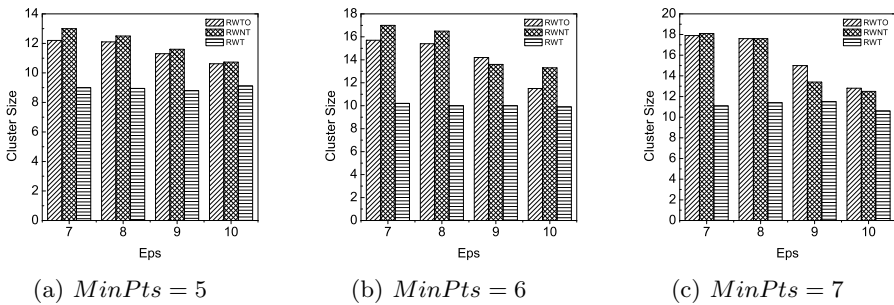 14
12
10
8
6
4
2
0
Cluster Size
RWTO
RWNT
RWT
7 8 9 10
Eps
(a) MinPts = 5
18
16
14
12
10
8
6
4
2
0
Cluster Size
RWTO
RWNT
RWT
7 8 9 10
Eps
(b) MinPts = 6
20
18
16
14
12
10
8
6
4
2
0
Cluster Size
RWTO
RWNT
RWT
7 8 9 10
Eps
(c) MinPts = 7